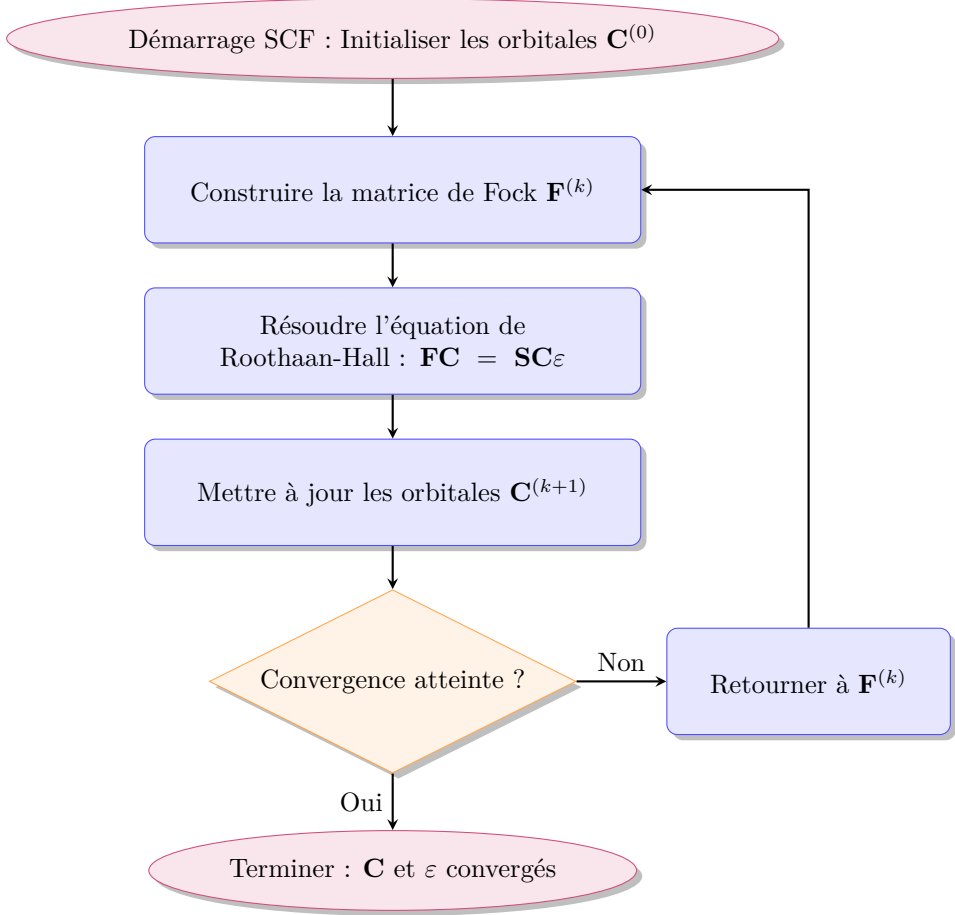 Démarrage SCF : Initialiser les orbitales C^(0)
Construire la matrice de Fock F^(k)
Résoudre l'équation de
Roothaan-Hall : FC = SCε
Mettre à jour les orbitales C^(k+1)
Convergence atteinte ?
Non
Retourner à F^(k)
Oui
Terminer : C et ε convergés